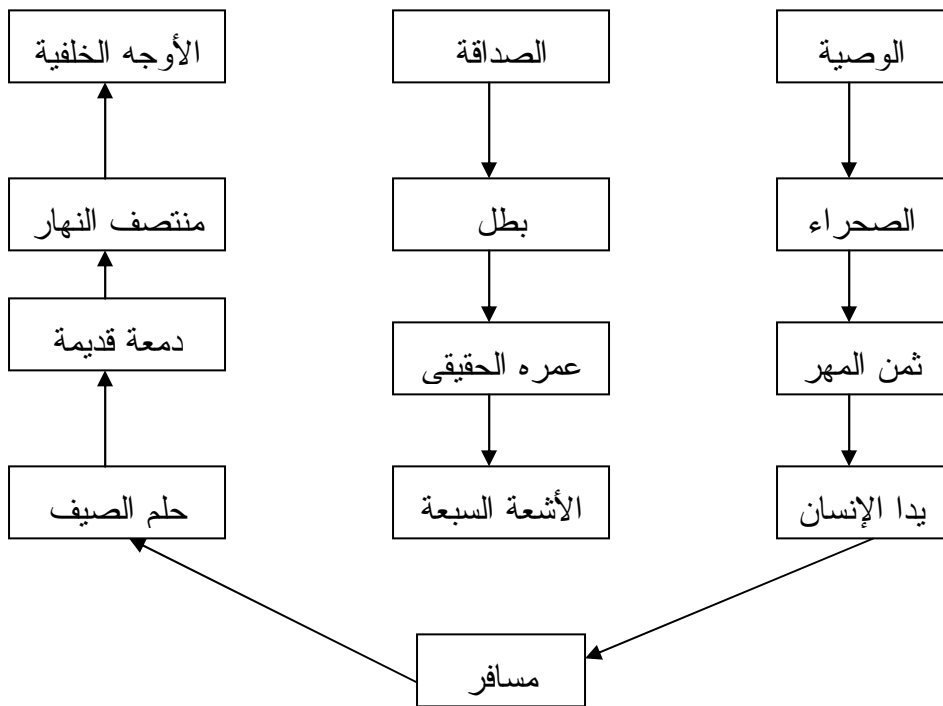 الوصية
الصداقة
الأوجه الخلفية
الصحراء
بطل
منتصف النهار
ثمن المهر
عمره الحقيقى
دمعة قديمة
يدا الإنسان
الأشعة السبعة
حلم الصيف
مسافر